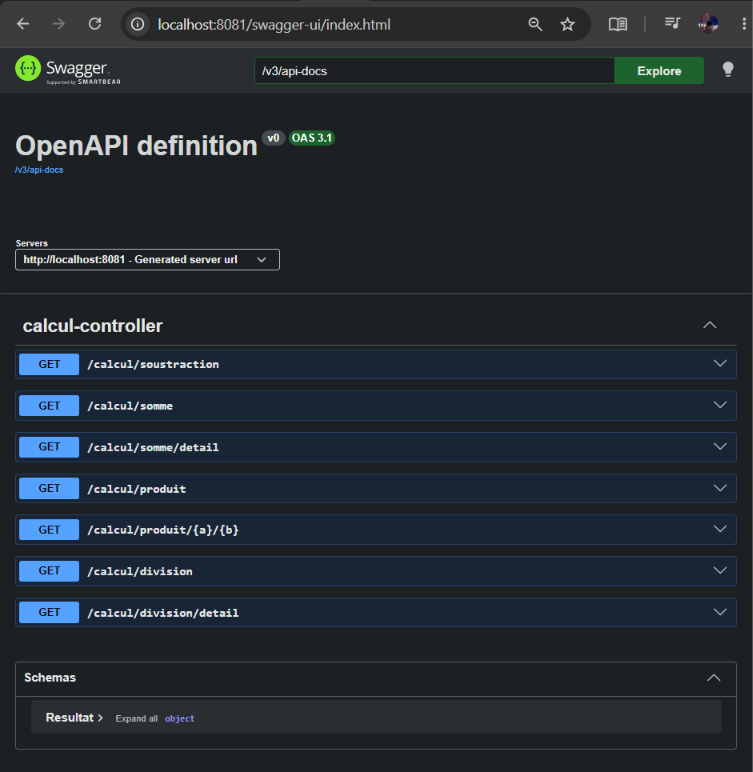 localhost:8081/swagger-ui/index.html
Swagger
Supported by SMARTBEAR
/v3/api-docs
Explore
OpenAPI definition v0 OAS 3.1
/v3/api-docs
Servers
http://localhost:8081 - Generated server url
calcul-controller
GET /calcul/soustraction
GET /calcul/somme
GET /calcul/somme/detail
GET /calcul/produit
GET /calcul/produit/{a}/{b}
GET /calcul/division
GET /calcul/division/detail
Schemas
Resultat Expand all object